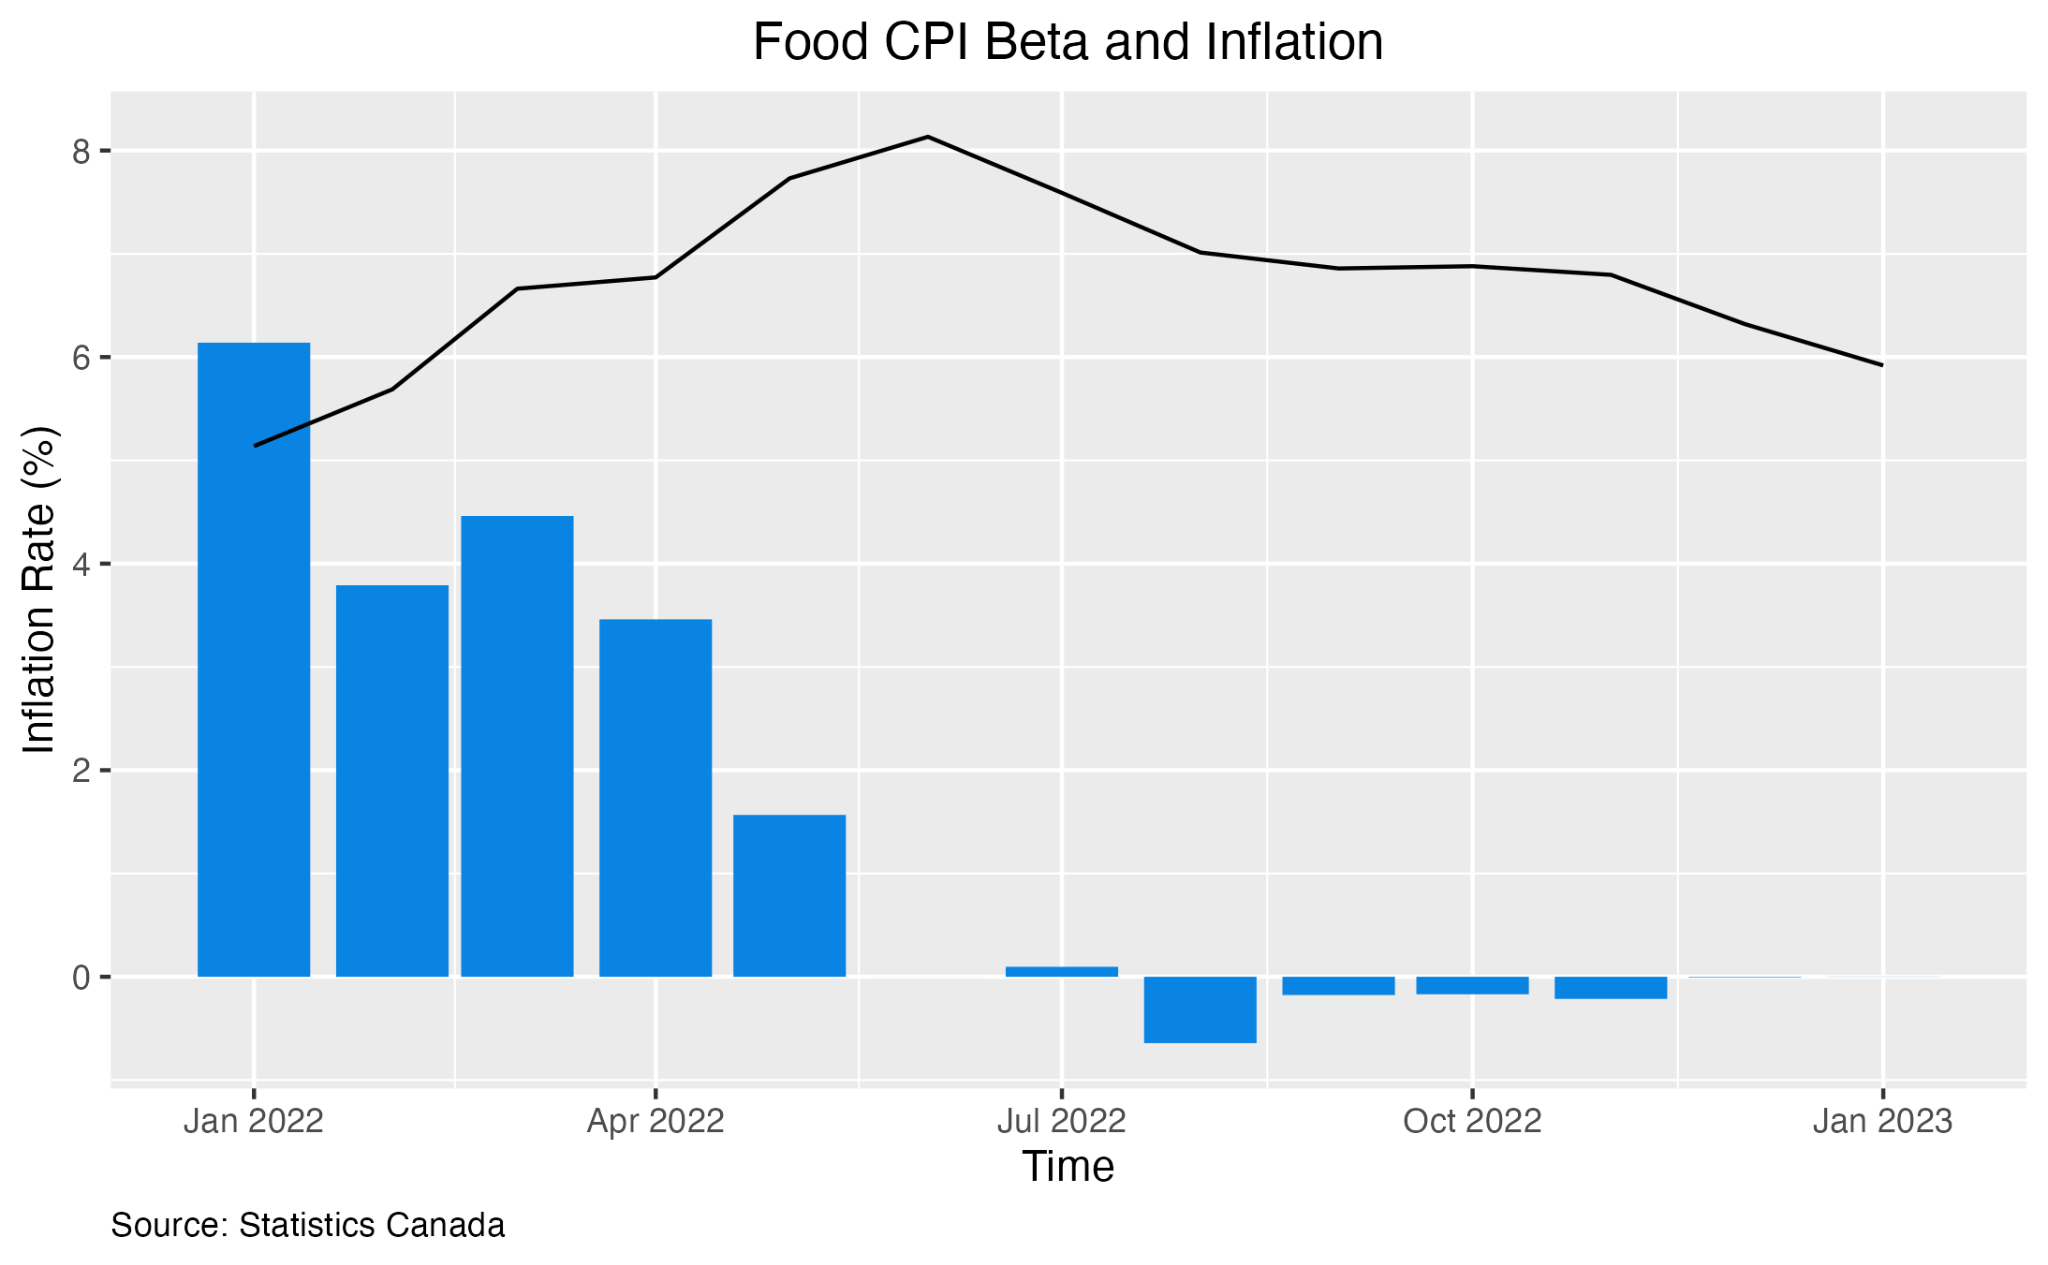 Food CPI Beta and Inflation
8
6
4
2
0
Inflation Rate (%)
Jan 2022
Apr 2022
Jul 2022
Oct 2022
Jan 2023
Time
Source: Statistics Canada